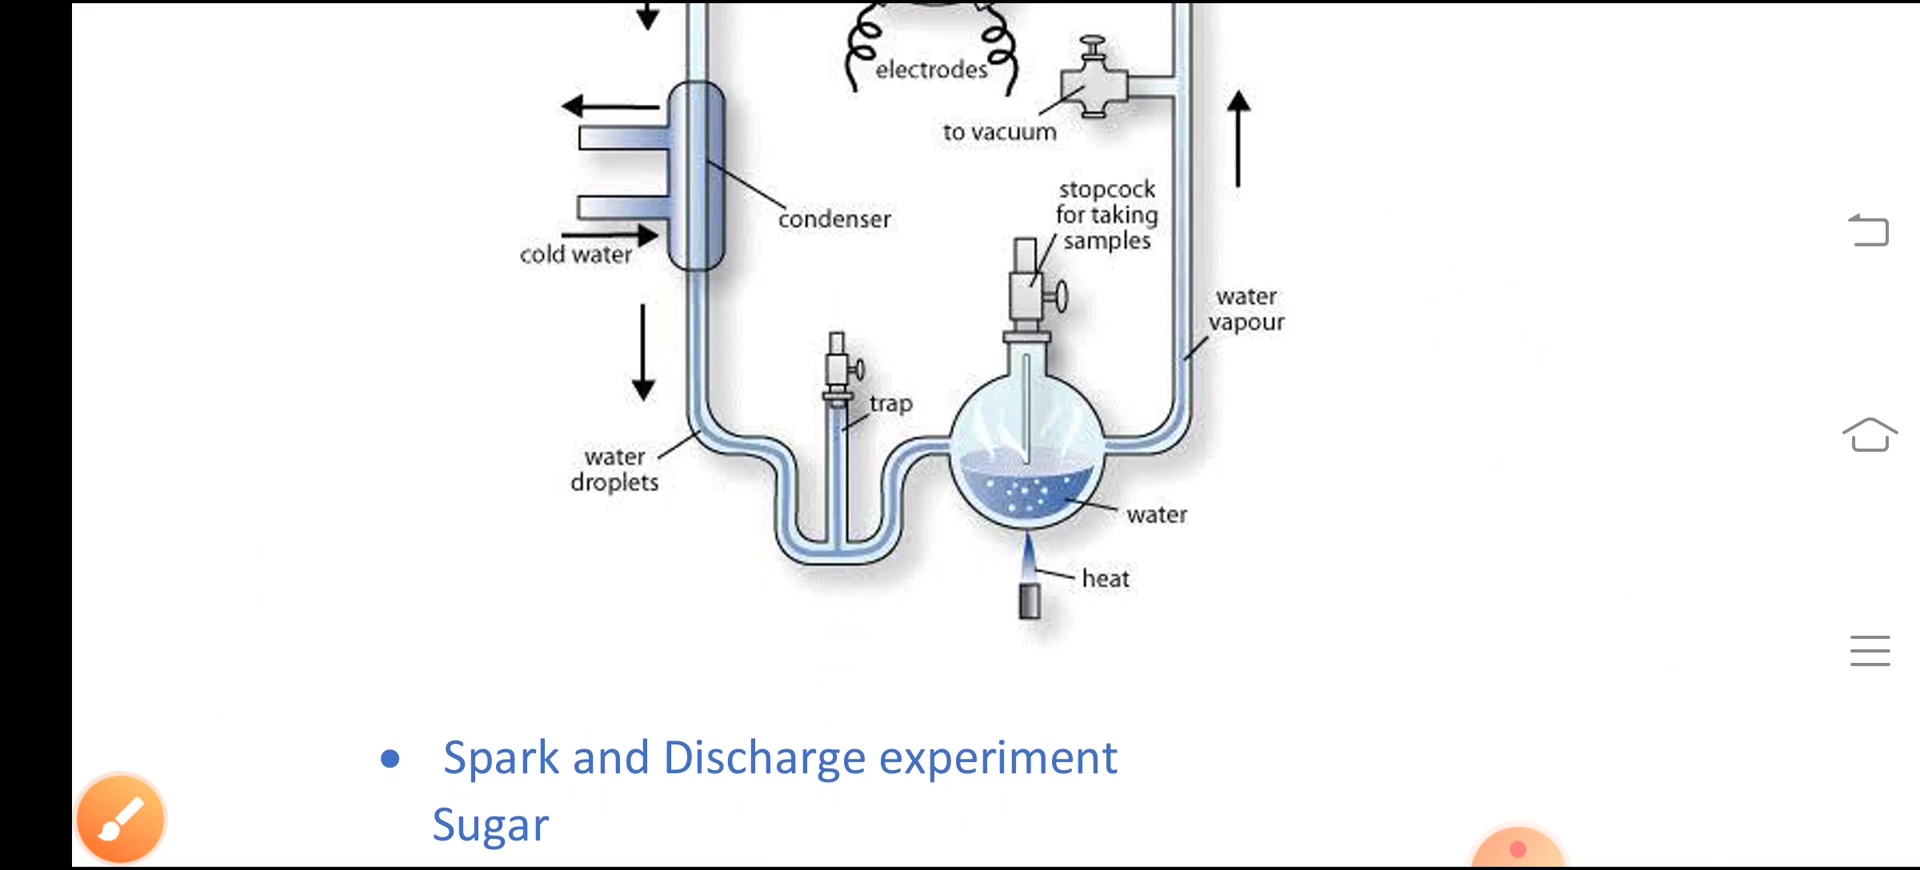 electrodes
to vacuum
stopcock
for taking
samples
condenser
cold water
water
vapour
trap
water
droplets
water
heat
• Spark and Discharge experiment
Sugar